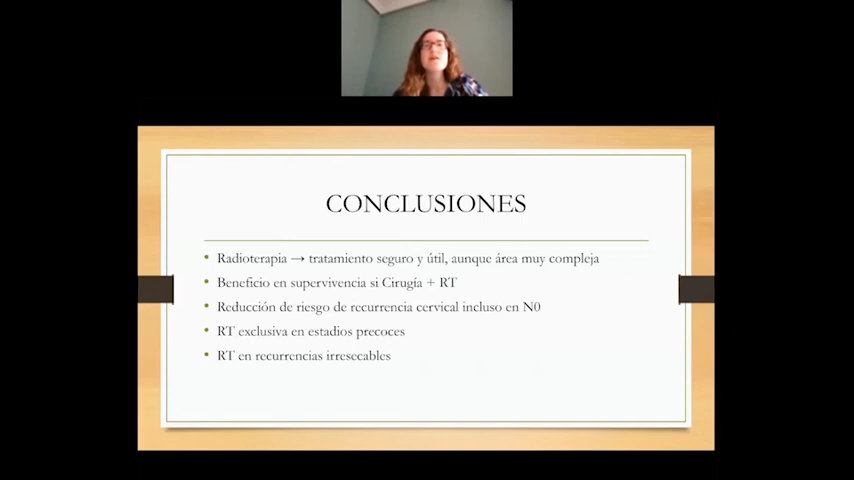 CONCLUSIONES
• Radioterapia → tratamiento seguro y útil, aunque área muy compleja
• Beneficio en supervivencia si Cirugía + RT
• Reducción de riesgo de recurrencia cervical incluso en N0
• RT exclusiva en estadios precoces
• RT en recurrencias irresecables